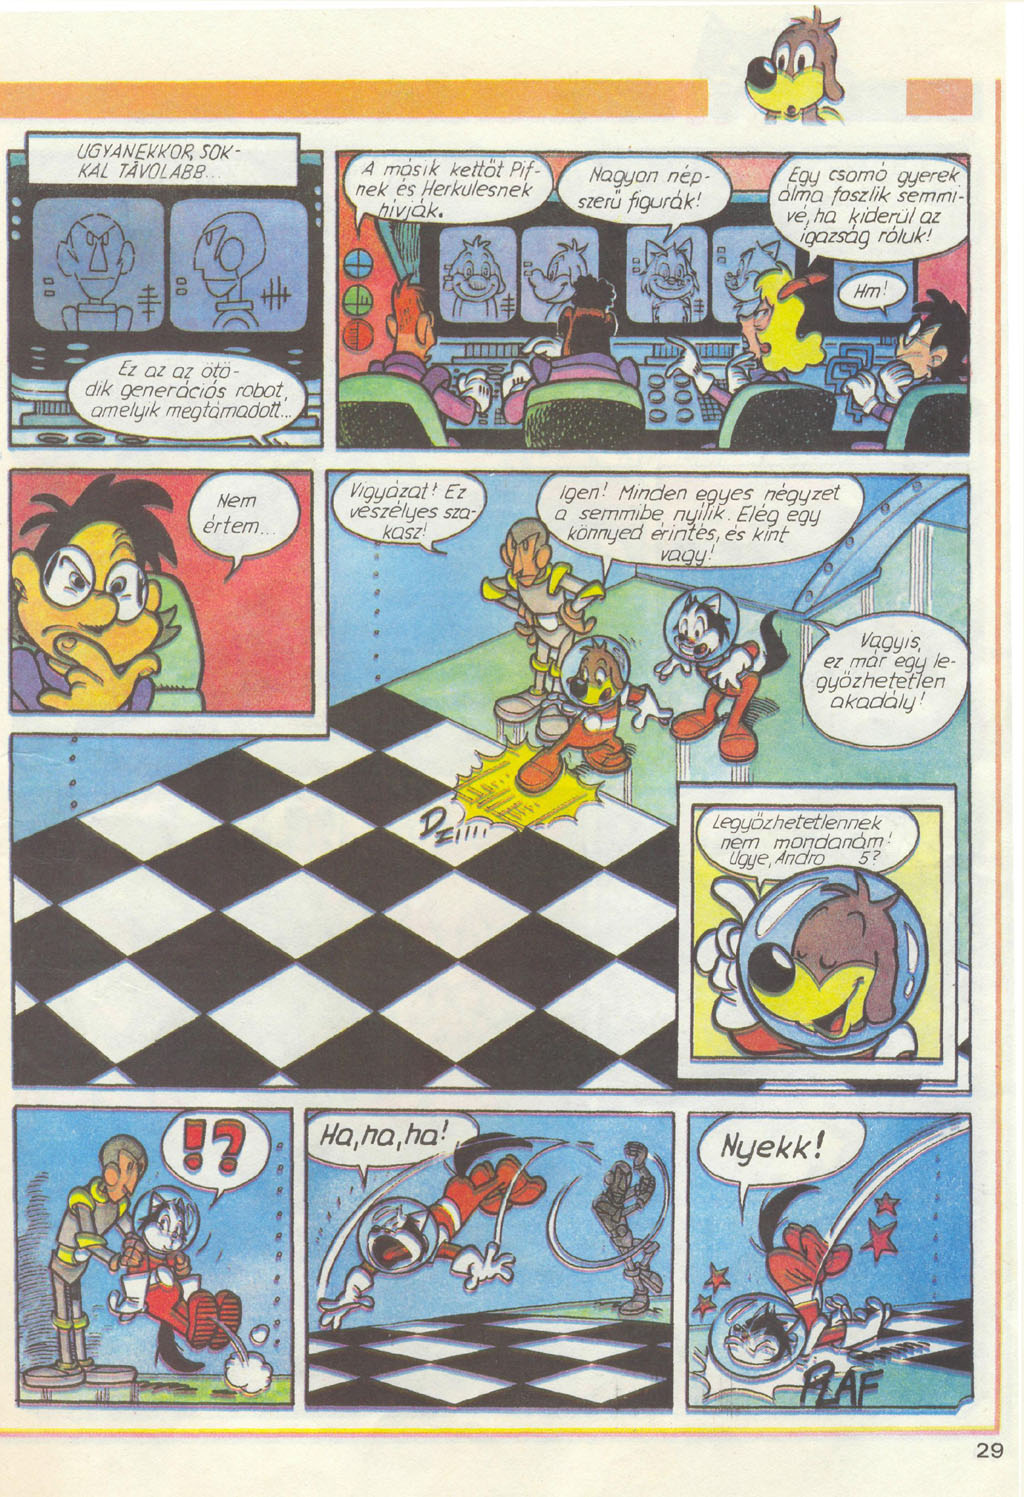 UGYANEKKOR, SOK-
KAL TÁVOLABB...
Ez az az ötö-
dik generációs robot,
amelyik megtámadott...
A másik kettőt Pif-
nek és Herkulesnek
hívják.
Nagyon nép-
szerű figurák!
Egy csomó gyerek
álma foszlik semmi-
vé, ha kiderül az
igazság róluk!
Hm!
Nem
értem...
Vigyázat! Ez
veszélyes sza-
kasz!
Igen! Minden egyes négyzet
a semmibe nyílik. Elég egy
könnyed érintés, és kint
vagy!
Vagyis,
ez már egy le-
győzhetetlen
akadály!
DZIIII
Legyőzhetetlennek
nem mondanám!
Ugye, Andro 5?
!?
Ha, ha, ha!
Nyekk!
PLAF
29